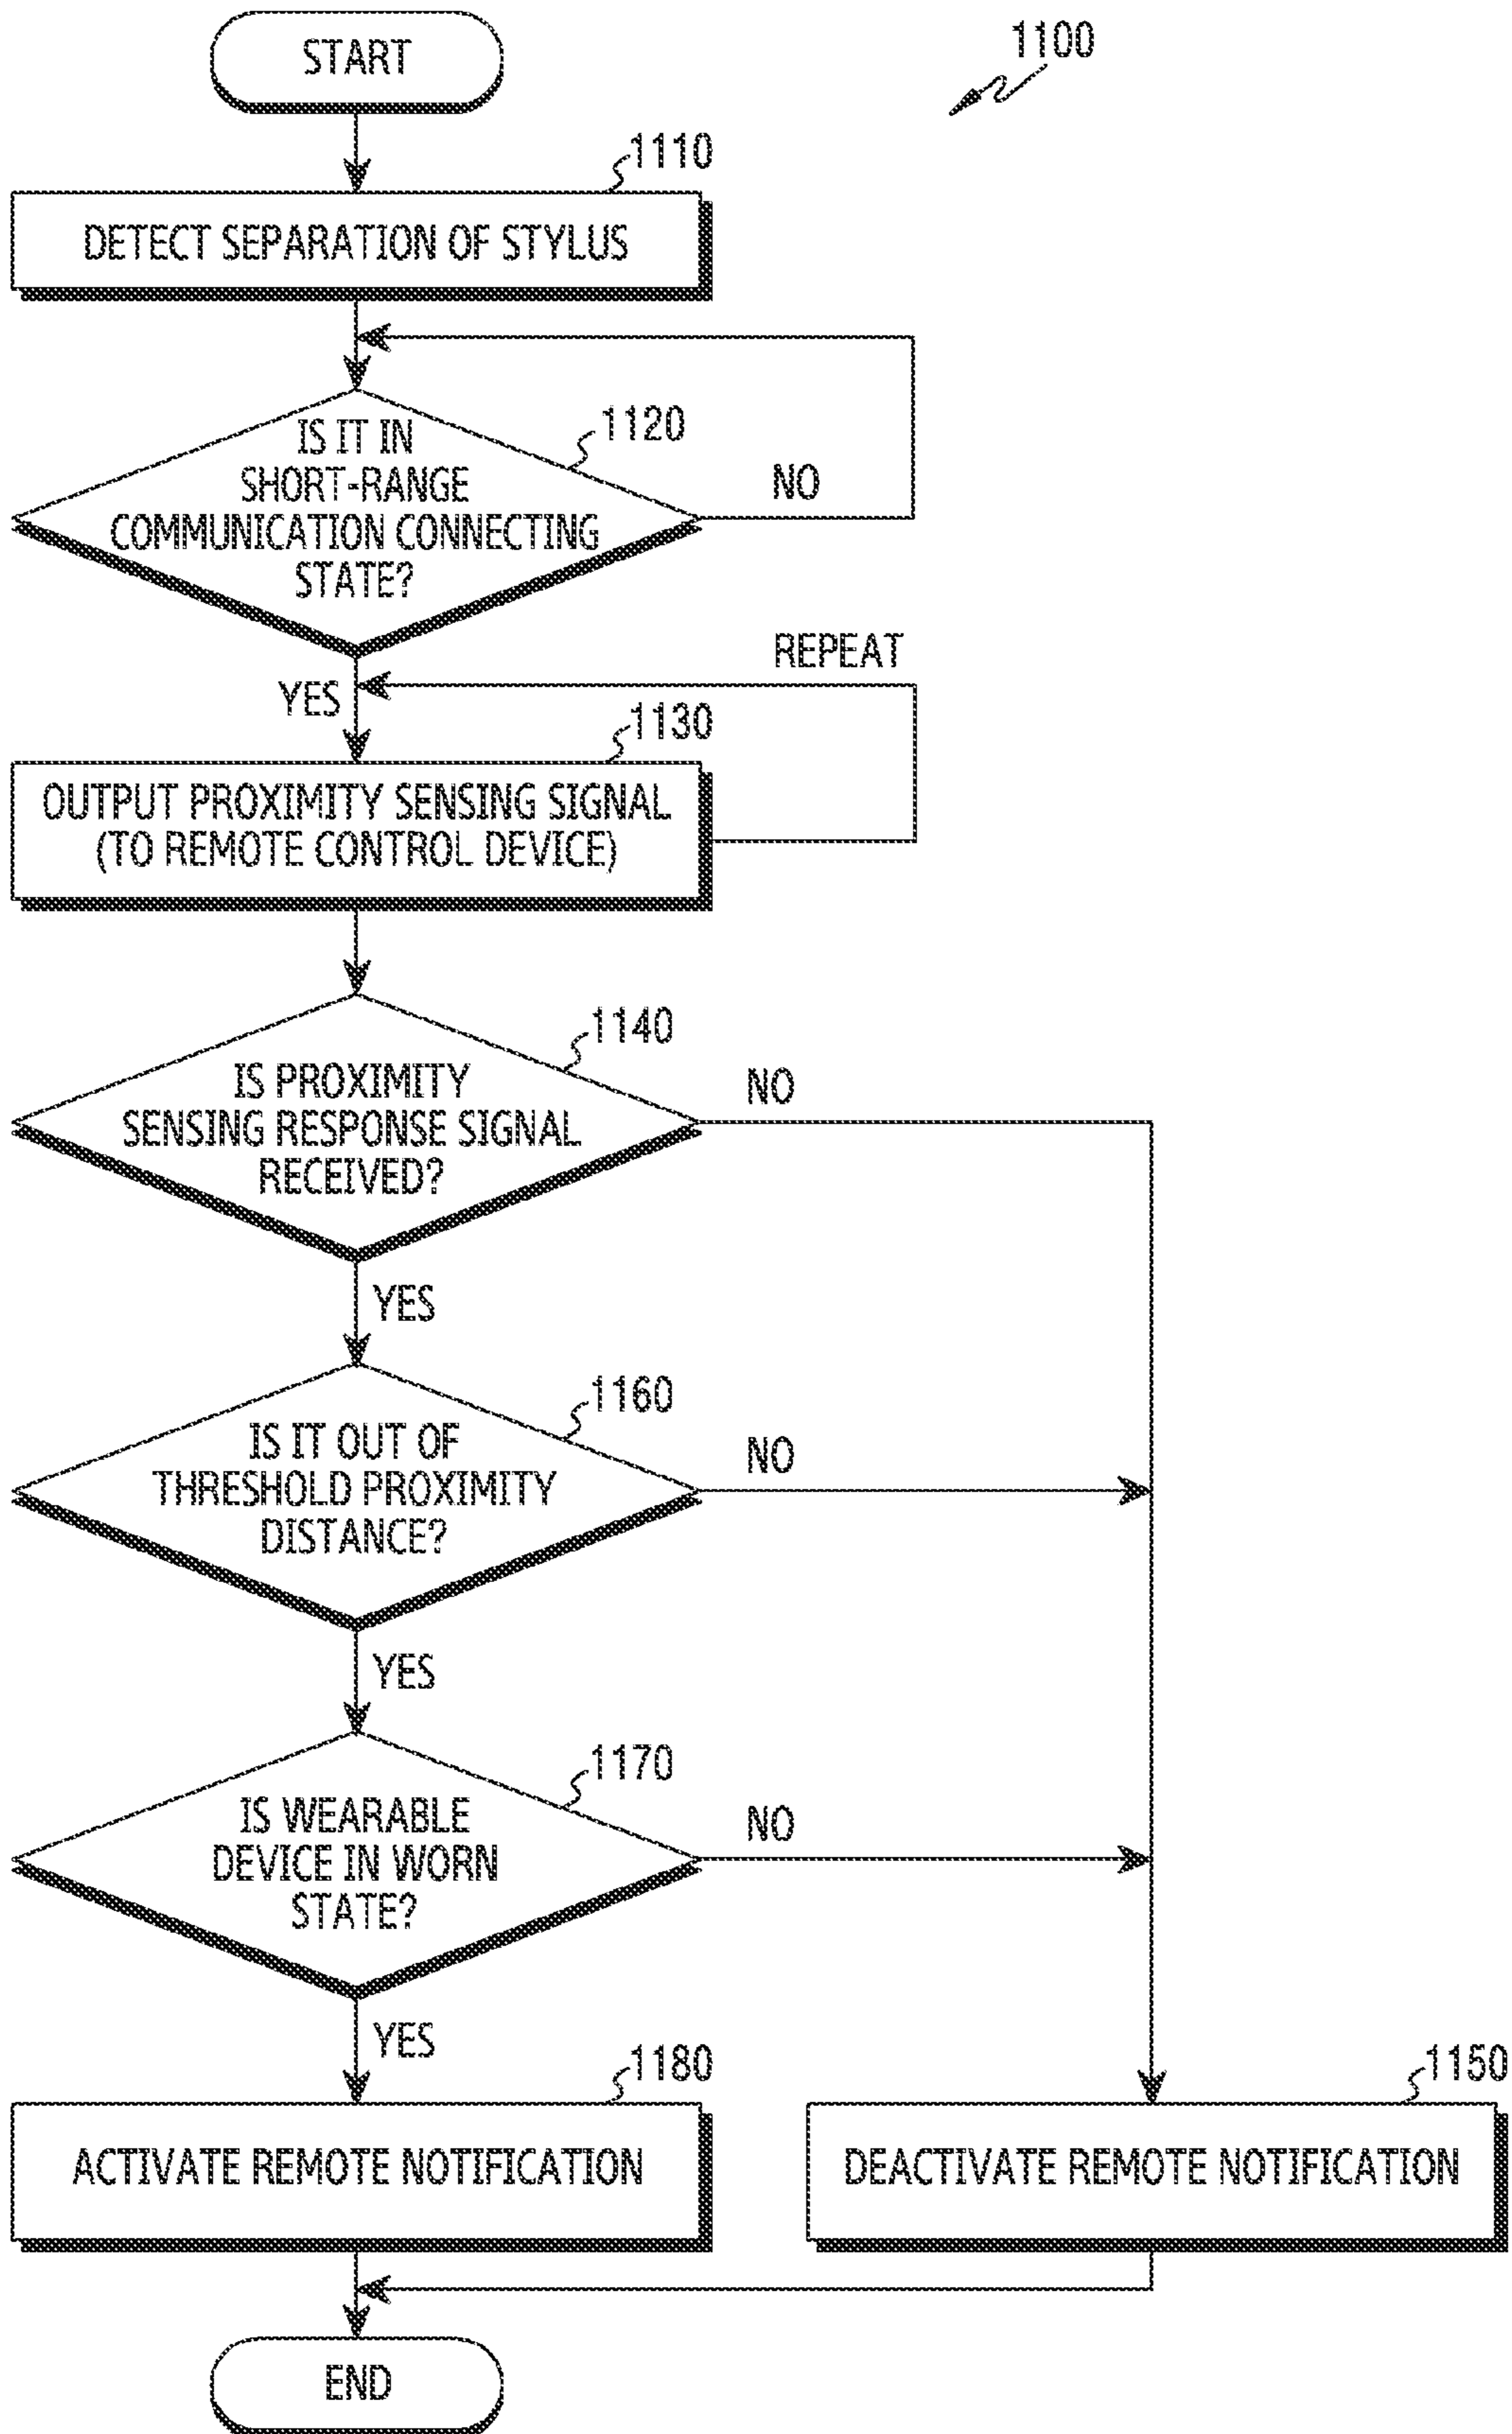 START
1100
1110
DETECT SEPARATION OF STYLUS
1120
IS IT IN
SHORT-RANGE
COMMUNICATION CONNECTING
STATE?
NO
REPEAT
YES
1130
OUTPUT PROXIMITY SENSING SIGNAL
(TO REMOTE CONTROL DEVICE)
1140
IS PROXIMITY
SENSING RESPONSE SIGNAL
RECEIVED?
NO
YES
1160
IS IT OUT OF
THRESHOLD PROXIMITY
DISTANCE?
NO
YES
1170
IS WEARABLE
DEVICE IN WORN
STATE?
NO
YES
1180
ACTIVATE REMOTE NOTIFICATION
1150
DEACTIVATE REMOTE NOTIFICATION
END